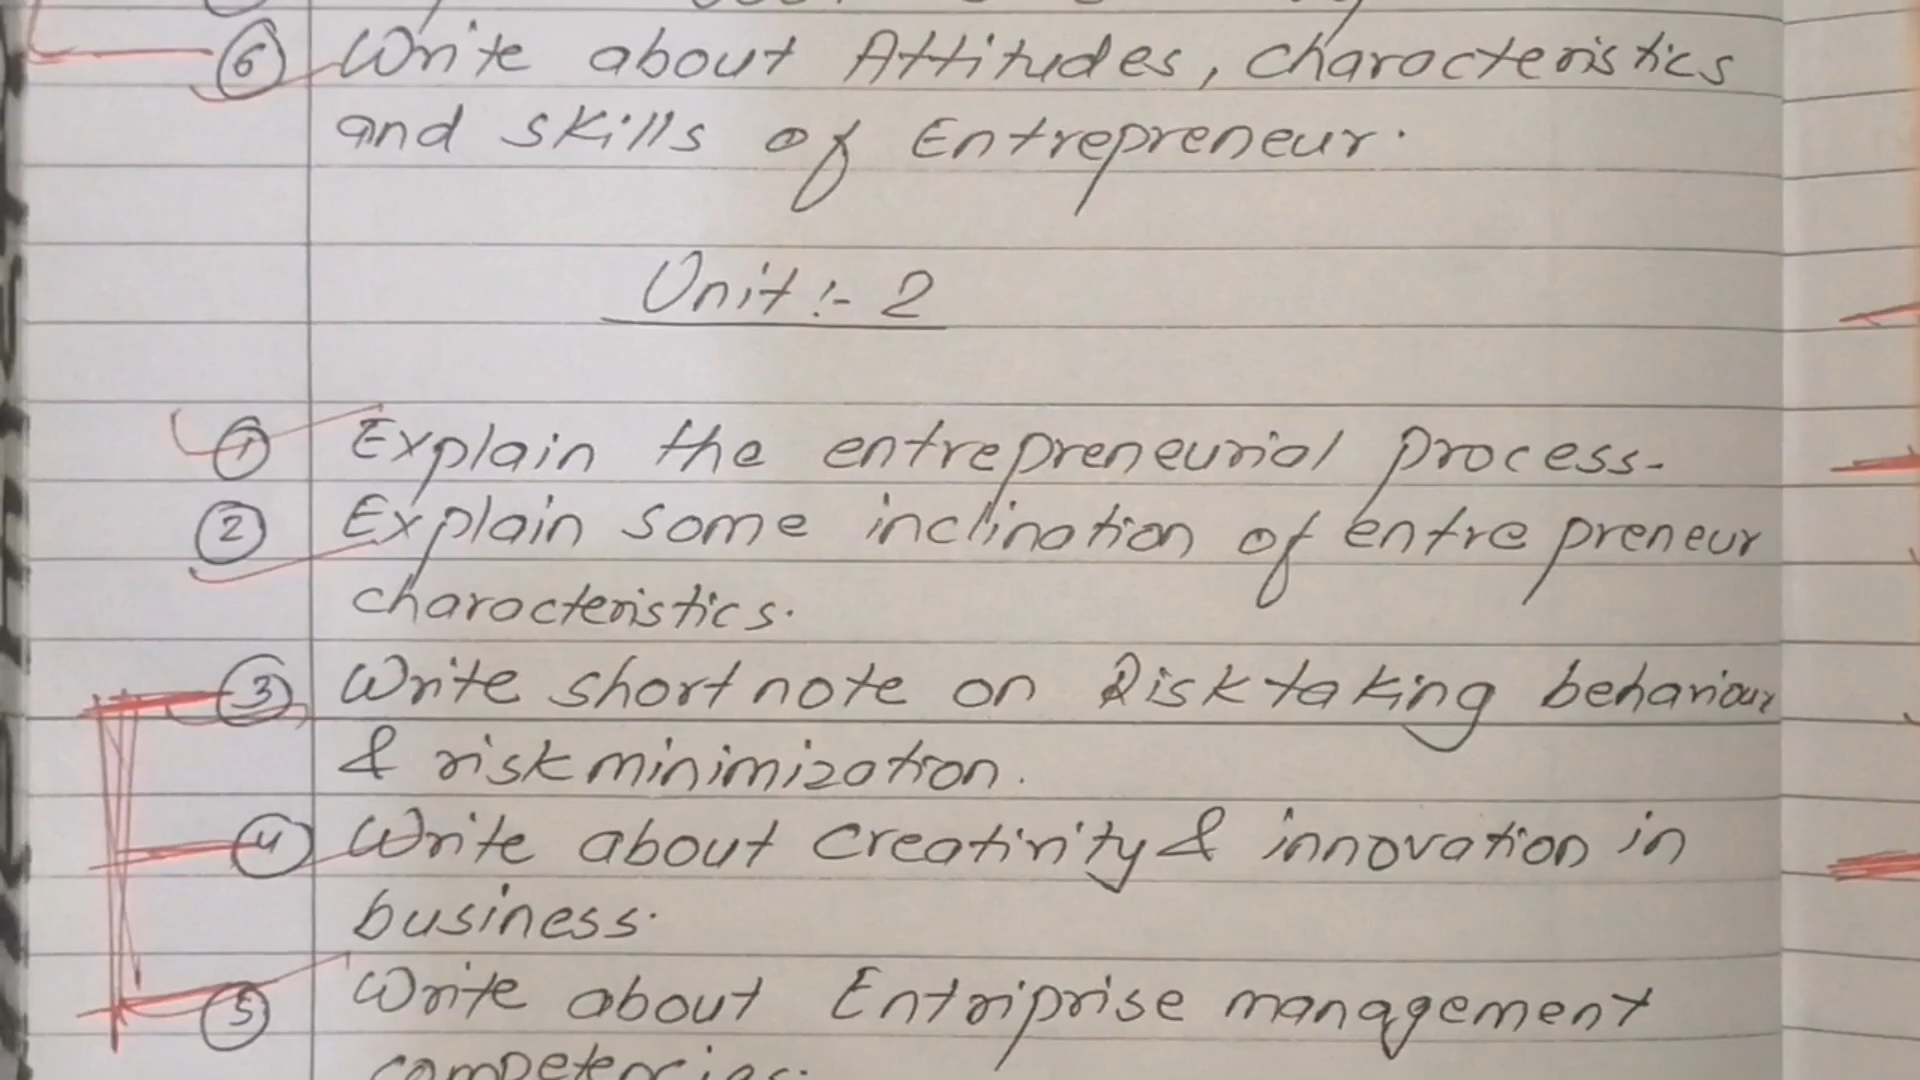 6 Write about Attitudes, characteristics
and skills of Entrepreneur.
Unit :- 2
1 Explain the entrepreneurial process.
2 Explain some inclination of entrepreneur
characteristics.
3 Write short note on Risk taking behaviour
& risk minimization.
4 Write about creativity & innovation in
business.
5 Write about Entriprise management
competencies.